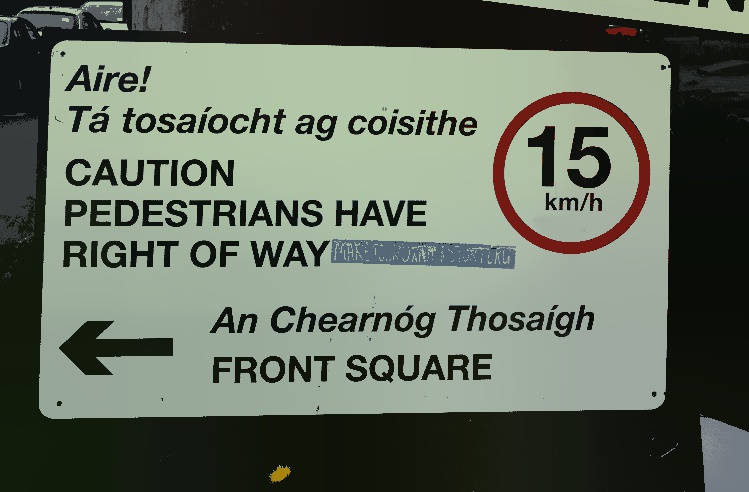 Aire!
Tá tosaíocht ag coisithe
CAUTION
PEDESTRIANS HAVE
RIGHT OF WAY
15
km/h
An Chearnóg Thosaígh
FRONT SQUARE